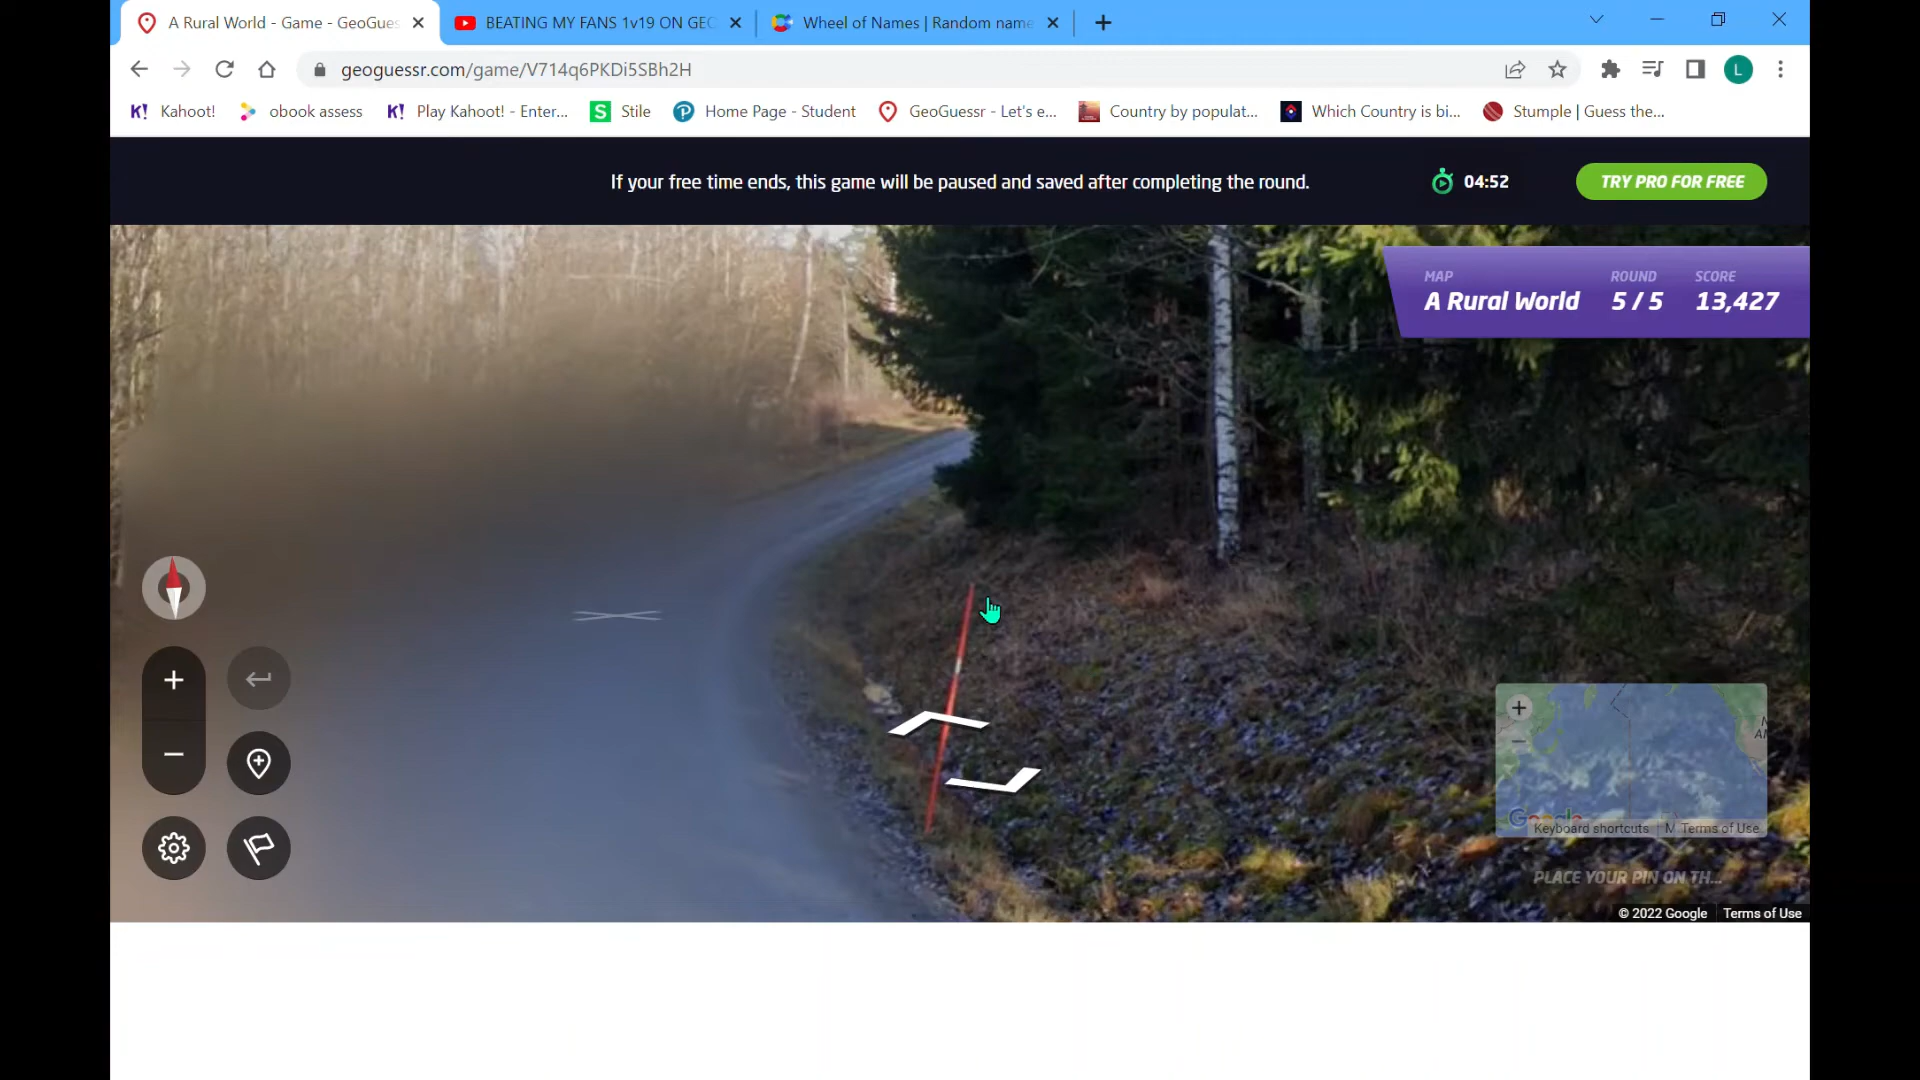 A Rural World - Game - GeoGues
BEATING MY FANS 1v19 ON GEO
Wheel of Names | Random name
geoguessr.com/game/V714q6PKDi5SBh2H
L
K! Kahoot!
obook assess
K! Play Kahoot! - Enter...
S Stile
Home Page - Student
GeoGuessr - Let's e...
Country by populat...
Which Country is bi...
Stumple | Guess the...
If your free time ends, this game will be paused and saved after completing the round.
04:52
TRY PRO FOR FREE
MAP ROUND SCORE
A Rural World 5 / 5 13,427
Google
Keyboard shortcuts M Terms of Use
PLACE YOUR PIN ON TH...
© 2022 Google Terms of Use